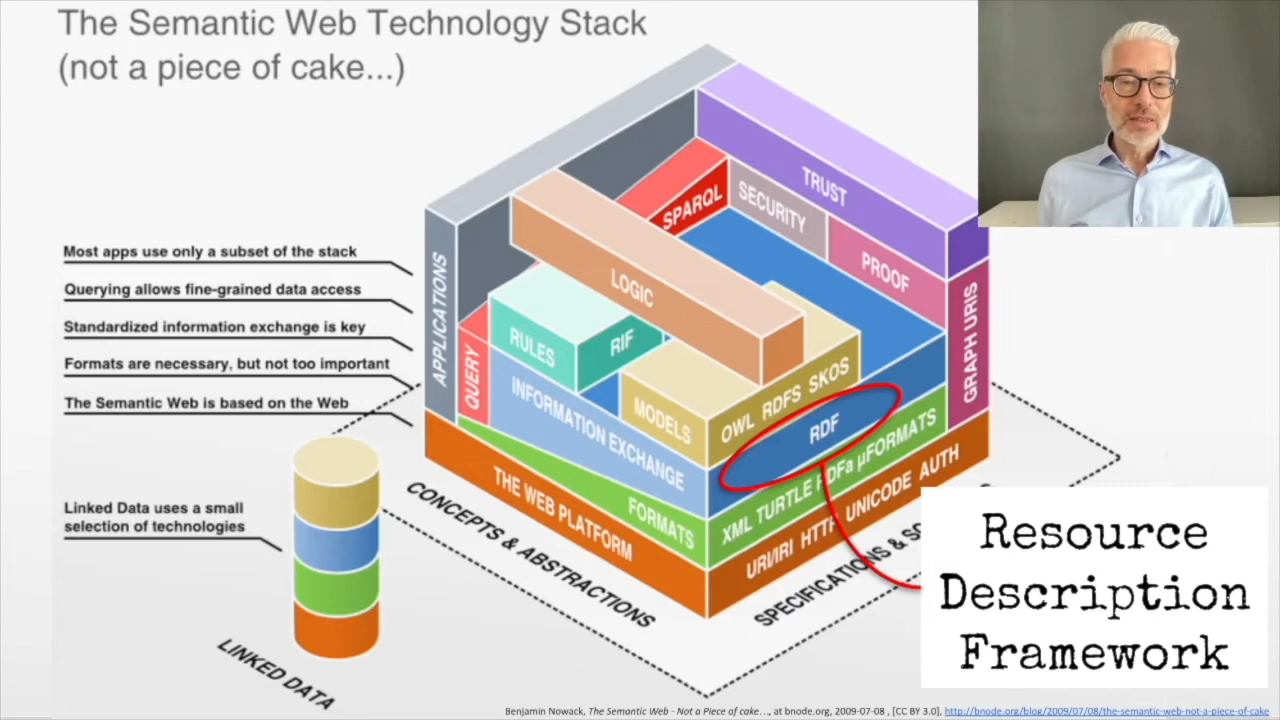 The Semantic Web Technology Stack
(not a piece of cake...)
Most apps use only a subset of the stack
Querying allows fine-grained data access
Standardized information exchange is key
Formats are necessary, but not too important
The Semantic Web is based on the Web
Linked Data uses a small
selection of technologies
LINKED DATA
APPLICATIONS
TRUST
SPARQL
SECURITY
PROOF
LOGIC
GRAPH URIS
RULES
RIF
QUERY
INFORMATION EXCHANGE
MODELS
OWL RDFS SKOS
RDF
THE WEB PLATFORM
FORMATS
XML TURTLE RDFa µFORMATS
URI/IRI HTTP UNICODE AUTH
CONCEPTS & ABSTRACTIONS
SPECIFICATIONS &
Resource
Description
Framework
Benjamin Nowack, The Semantic Web - Not a Piece of cake..., at bnode.org, 2009-07-08 , [CC BY 3.0], http://bnode.org/blog/2009/07/08/the-semantic-web-not-a-piece-of-cake